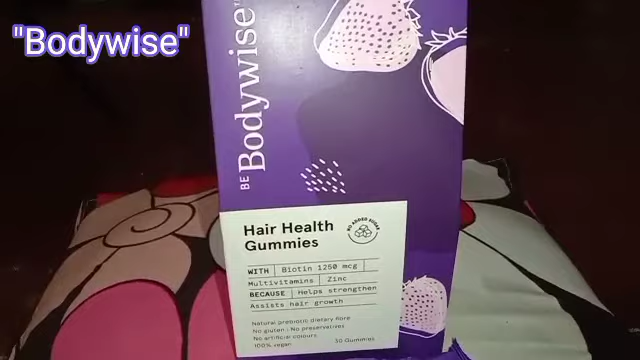 "Bodywise"
BE Bodywise
Hair Health
Gummies
NO ADDED SUGAR
WITH | Biotin 1250 mcg
Multivitamins | Zinc
BECAUSE | Helps strengthen
Assists hair growth
Natural prebiotic dietary fibre
No gluten | No preservatives
No artificial colours
100% vegan
30 Gummies